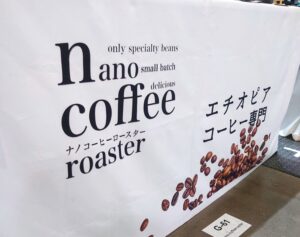 only specialty beans
nano
small batch
delicious
coffee
ナノコーヒーロースター
roaster
エチオピア
コーヒー専門
G-61